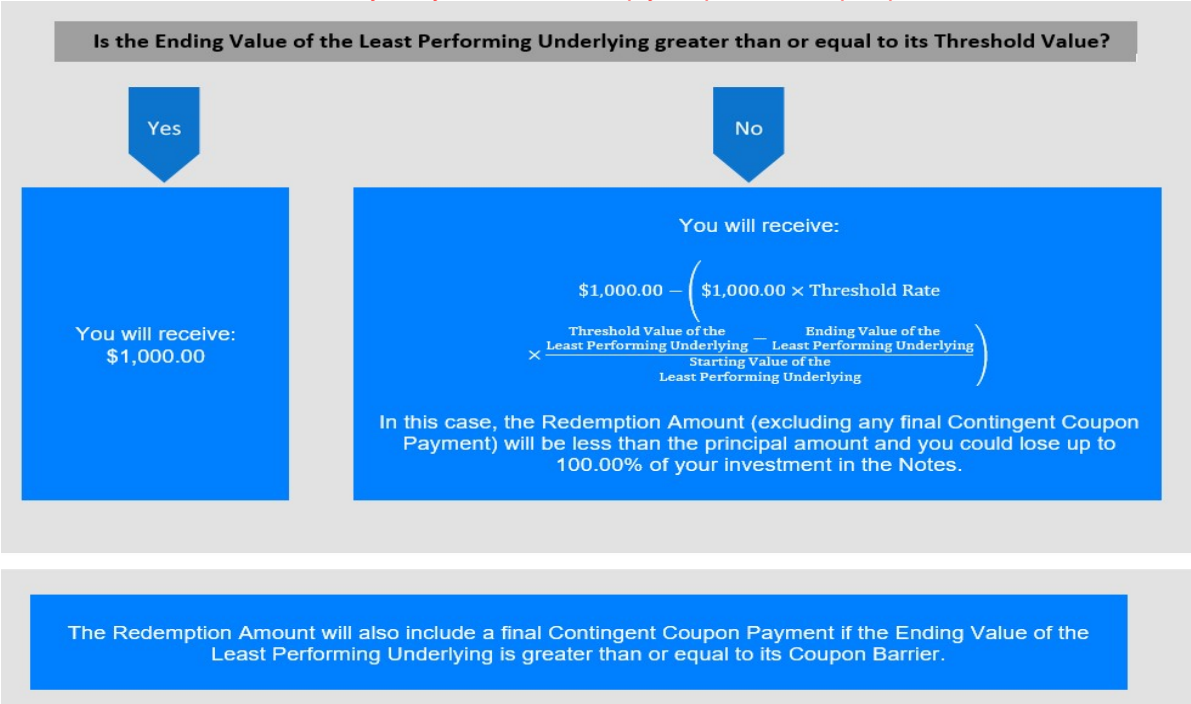 Is the Ending Value of the Least Performing Underlying greater than or equal to its Threshold Value?
Yes
No
You will receive:
$1,000.00
You will receive:
$1,000.00 − ($1,000.00 × Threshold Rate
× Threshold Value of the Least Performing Underlying − Ending Value of the Least Performing Underlying
Starting Value of the
Least Performing Underlying)
In this case, the Redemption Amount (excluding any final Contingent Coupon
Payment) will be less than the principal amount and you could lose up to
100.00% of your investment in the Notes.
The Redemption Amount will also include a final Contingent Coupon Payment if the Ending Value of the
Least Performing Underlying is greater than or equal to its Coupon Barrier.